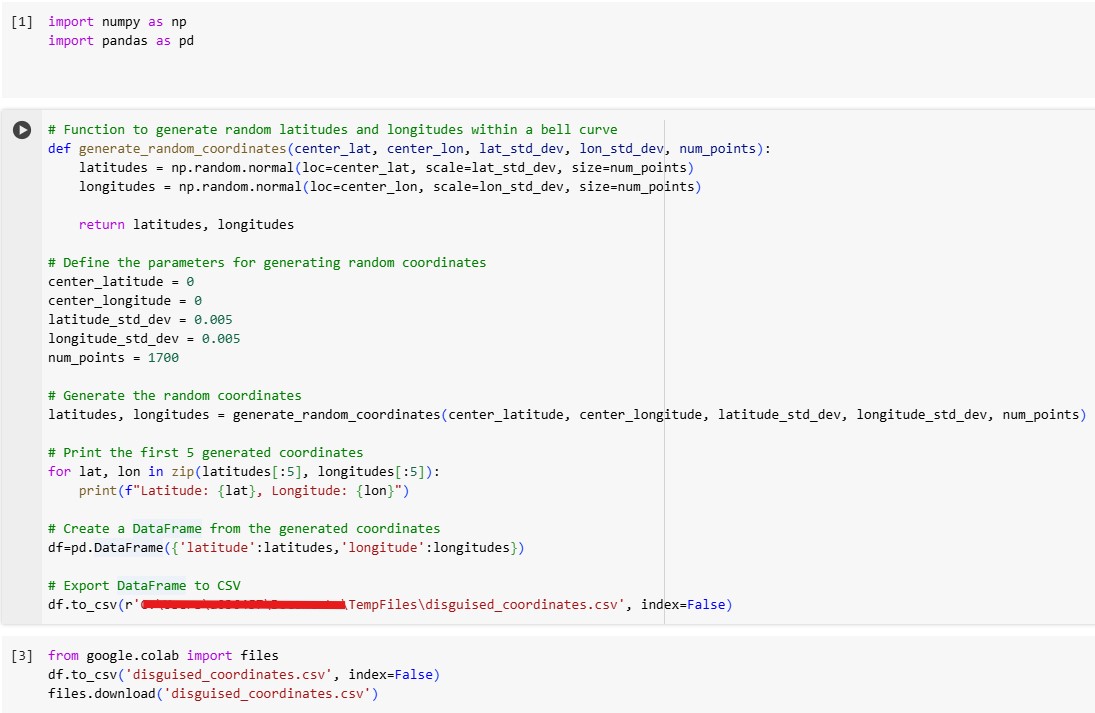 [1] import numpy as np
import pandas as pd
# Function to generate random latitudes and longitudes within a bell curve
def generate_random_coordinates(center_lat, center_lon, lat_std_dev, lon_std_dev, num_points):
    latitudes = np.random.normal(loc=center_lat, scale=lat_std_dev, size=num_points)
    longitudes = np.random.normal(loc=center_lon, scale=lon_std_dev, size=num_points)
    return latitudes, longitudes
# Define the parameters for generating random coordinates
center_latitude = 0
center_longitude = 0
latitude_std_dev = 0.005
longitude_std_dev = 0.005
num_points = 1700
# Generate the random coordinates
latitudes, longitudes = generate_random_coordinates(center_latitude, center_longitude, latitude_std_dev, longitude_std_dev, num_points)
# Print the first 5 generated coordinates
for lat, lon in zip(latitudes[:5], longitudes[:5]):
    print(f"Latitude: {lat}, Longitude: {lon}")
# Create a DataFrame from the generated coordinates
df=pd.DataFrame({'latitude':latitudes,'longitude':longitudes})
# Export DataFrame to CSV
df.to_csv(r'\TempFiles\disguised_coordinates.csv', index=False)
[3] from google.colab import files
df.to_csv('disguised_coordinates.csv', index=False)
files.download('disguised_coordinates.csv')